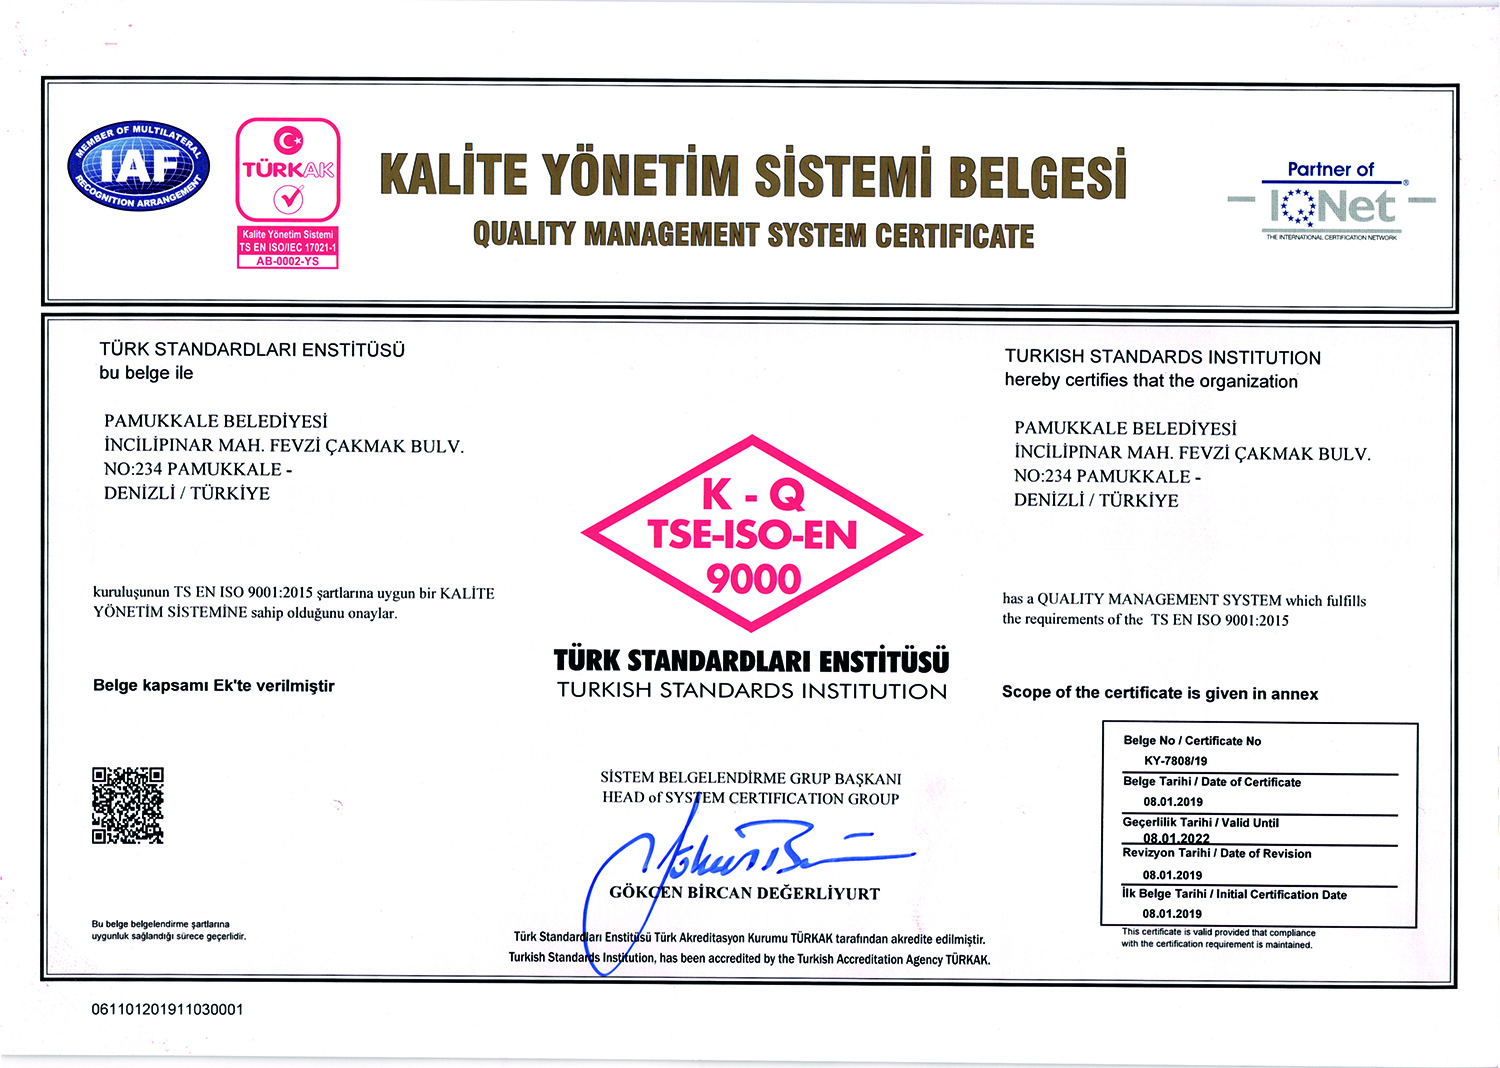 MEMBER OF MULTILATERAL
IAF
RECOGNITION ARRANGEMENT
TÜRKAK
Kalite Yönetim Sistemi
TS EN ISO/IEC 17021-1
AB-0002-YS
KALİTE YÖNETİM SİSTEMİ BELGESİ
QUALITY MANAGEMENT SYSTEM CERTIFICATE
Partner of
IQNet ®
THE INTERNATIONAL CERTIFICATION NETWORK
TÜRK STANDARDLARI ENSTİTÜSÜ
bu belge ile
PAMUKKALE BELEDİYESİ
İNCİLİPINAR MAH. FEVZİ ÇAKMAK BULV.
NO:234 PAMUKKALE -
DENİZLİ / TÜRKİYE
kuruluşunun TS EN ISO 9001:2015 şartlarına uygun bir KALİTE
YÖNETİM SİSTEMİNE sahip olduğunu onaylar.
Belge kapsamı Ek'te verilmiştir
K - Q
TSE-ISO-EN
9000
TÜRK STANDARDLARI ENSTİTÜSÜ
TURKISH STANDARDS INSTITUTION
TURKISH STANDARDS INSTITUTION
hereby certifies that the organization
PAMUKKALE BELEDİYESİ
İNCİLİPINAR MAH. FEVZİ ÇAKMAK BULV.
NO:234 PAMUKKALE -
DENİZLİ / TÜRKİYE
has a QUALITY MANAGEMENT SYSTEM which fulfills
the requirements of the TS EN ISO 9001:2015
Scope of the certificate is given in annex
SİSTEM BELGELENDİRME GRUP BAŞKANI
HEAD of SYSTEM CERTIFICATION GROUP
GÖKÇEN BİRCAN DEĞERLİYURT
Belge No / Certificate No
KY-7808/19
Belge Tarihi / Date of Certificate
08.01.2019
Geçerlilik Tarihi / Valid Until
08.01.2022
Revizyon Tarihi / Date of Revision
08.01.2019
İlk Belge Tarihi / Initial Certification Date
08.01.2019
This certificate is valid provided that compliance
with the certification requirement is maintained.
Bu belge belgelendirme şartlarına
uygunluk sağlandığı sürece geçerlidir.
Türk Standardları Enstitüsü Türk Akreditasyon Kurumu TÜRKAK tarafından akredite edilmiştir.
Turkish Standards Institution, has been accredited by the Turkish Accreditation Agency TÜRKAK.
061101201911030001